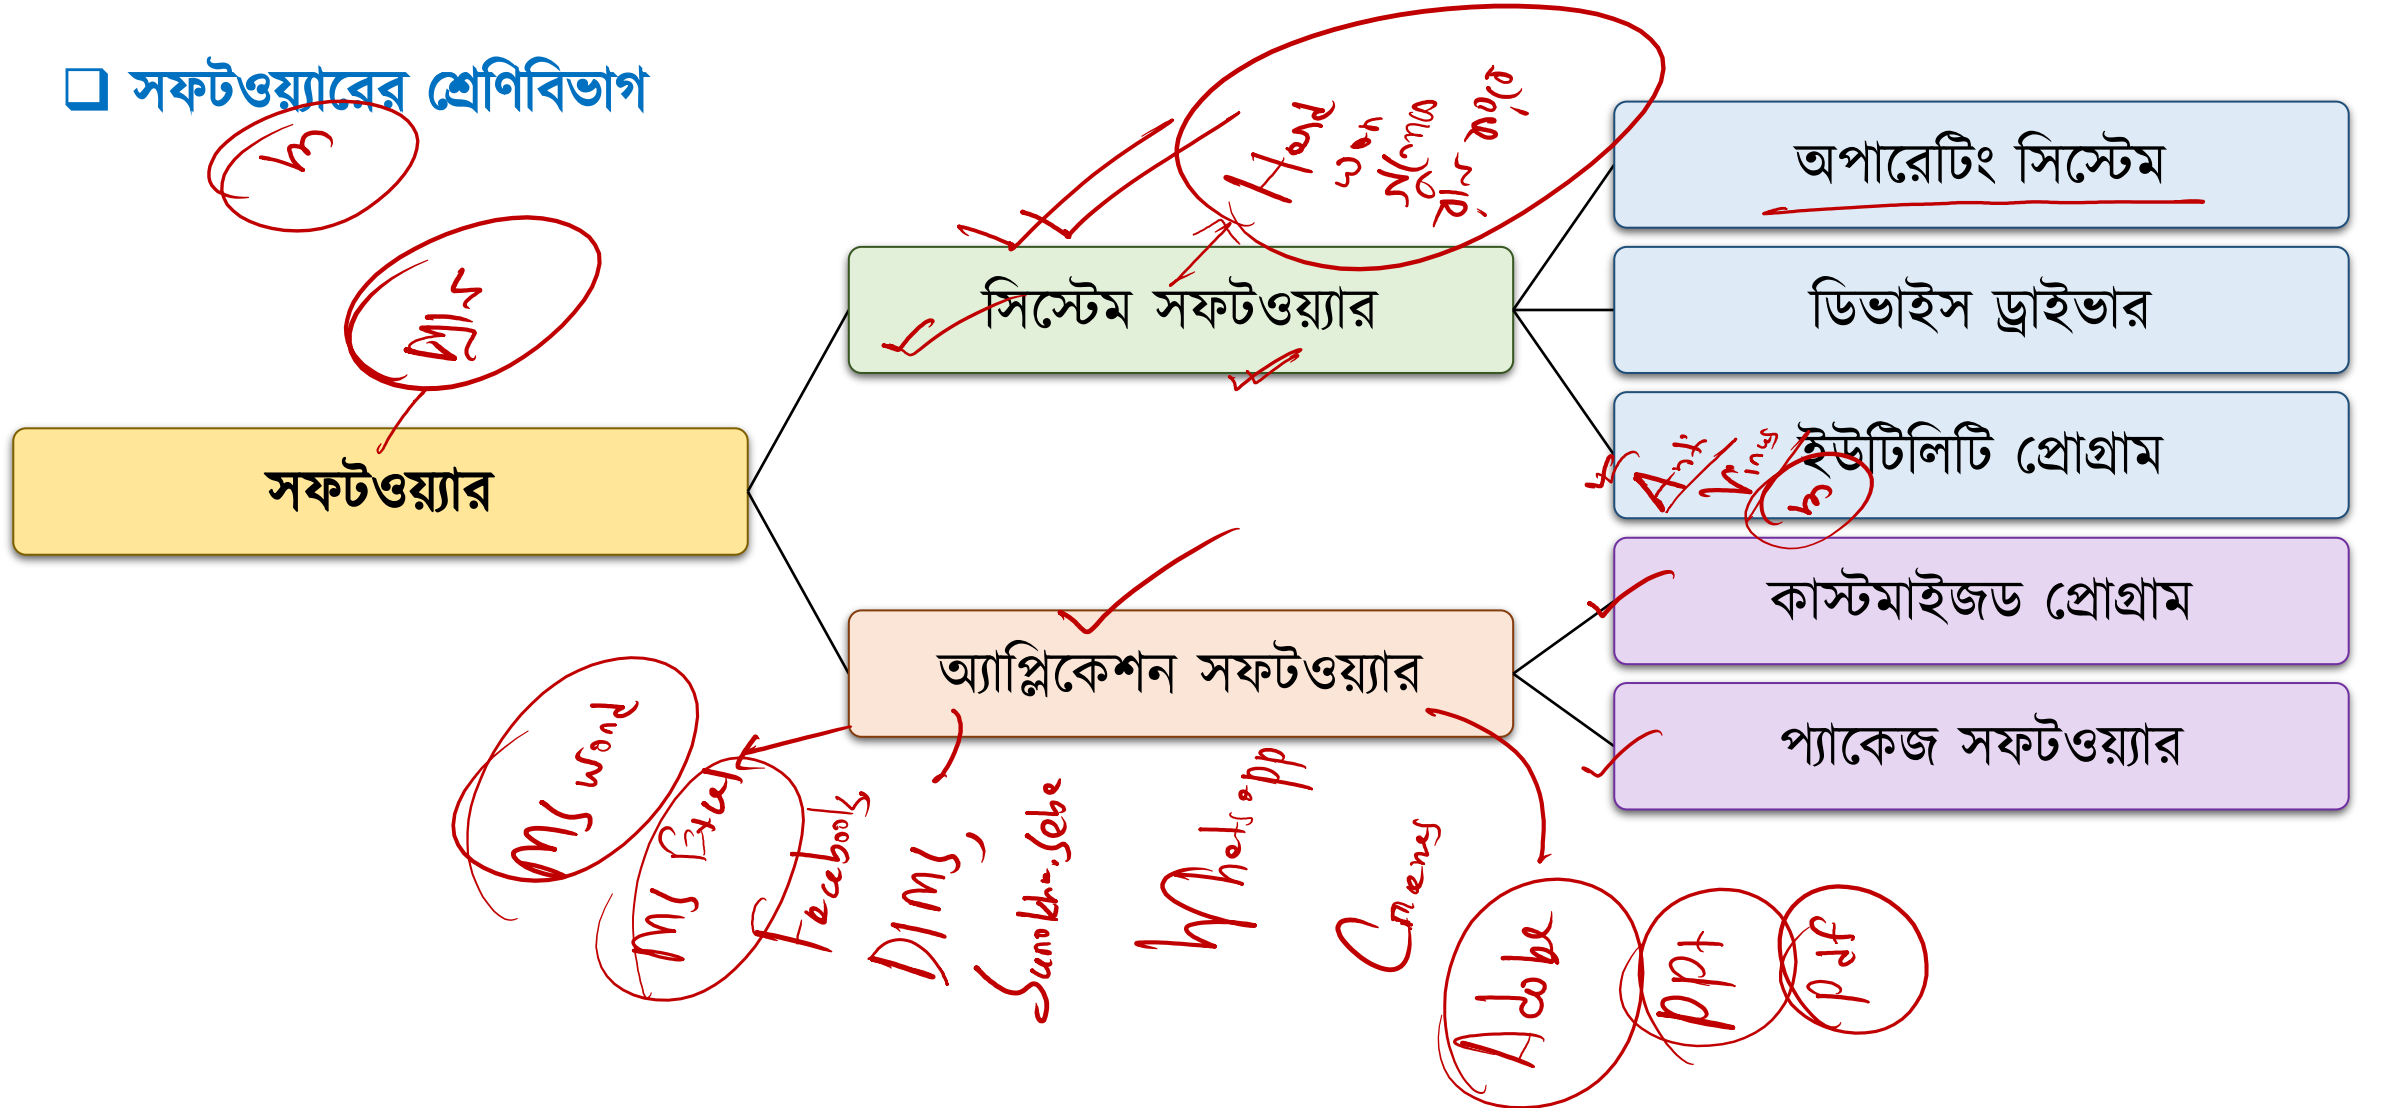 সফটওয়্যারের শ্রেণিবিভাগ
সফটওয়্যার
সিস্টেম সফটওয়্যার
অপারেটিং সিস্টেম
ডিভাইস ড্রাইভার
ইউটিলিটি প্রোগ্রাম
Anti
অ্যাপ্লিকেশন সফটওয়্যার
কাস্টমাইজড প্রোগ্রাম
প্যাকেজ সফটওয়্যার
MS Word
MS Excel
Facebook
DIMS,
Whatsapp
Adobe
ppt
pdf